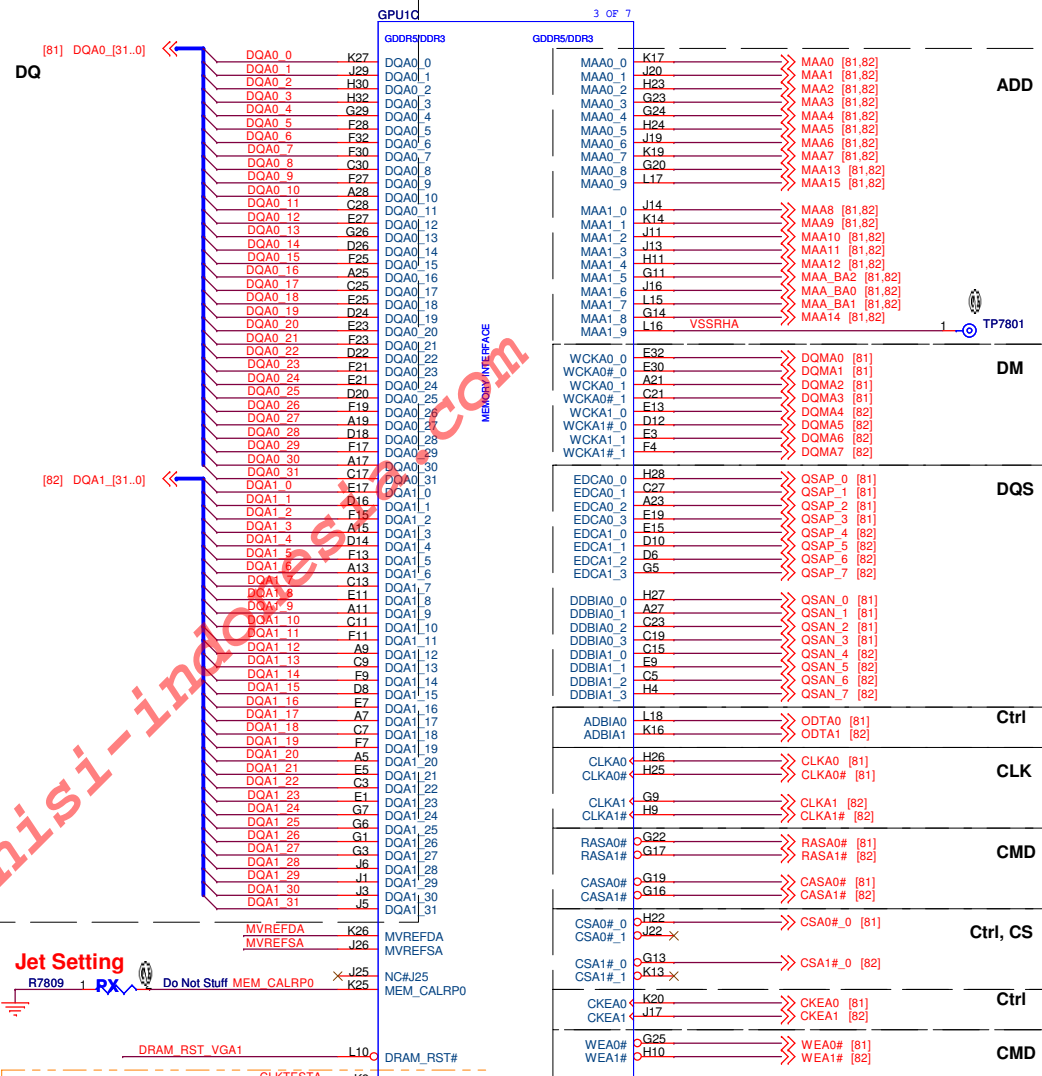 GPU1C
3 OF 7
GDDR5/DDR3
GDDR5/DDR3
[81] DQA0_[31..0]
DQ
DQA0_0 K27 DQA0_0
DQA0_1 J29 DQA0_1
DQA0_2 H30 DQA0_2
DQA0_3 H32 DQA0_3
DQA0_4 G29 DQA0_4
DQA0_5 F28 DQA0_5
DQA0_6 F32 DQA0_6
DQA0_7 F30 DQA0_7
DQA0_8 C30 DQA0_8
DQA0_9 F27 DQA0_9
DQA0_10 A28 DQA0_10
DQA0_11 C28 DQA0_11
DQA0_12 E27 DQA0_12
DQA0_13 G26 DQA0_13
DQA0_14 D26 DQA0_14
DQA0_15 F25 DQA0_15
DQA0_16 A25 DQA0_16
DQA0_17 C25 DQA0_17
DQA0_18 E25 DQA0_18
DQA0_19 D24 DQA0_19
DQA0_20 E23 DQA0_20
DQA0_21 F23 DQA0_21
DQA0_22 D22 DQA0_22
DQA0_23 F21 DQA0_23
DQA0_24 E21 DQA0_24
DQA0_25 D20 DQA0_25
DQA0_26 F19 DQA0_26
DQA0_27 A19 DQA0_27
DQA0_28 D18 DQA0_28
DQA0_29 F17 DQA0_29
DQA0_30 A17 DQA0_30
DQA0_31 C17 DQA0_31
[82] DQA1_[31..0]
DQA1_0 E17 DQA1_0
DQA1_1 D16 DQA1_1
DQA1_2 F15 DQA1_2
DQA1_3 A15 DQA1_3
DQA1_4 D14 DQA1_4
DQA1_5 F13 DQA1_5
DQA1_6 A13 DQA1_6
DQA1_7 C13 DQA1_7
DQA1_8 E11 DQA1_8
DQA1_9 A11 DQA1_9
DQA1_10 C11 DQA1_10
DQA1_11 F11 DQA1_11
DQA1_12 A9 DQA1_12
DQA1_13 C9 DQA1_13
DQA1_14 F9 DQA1_14
DQA1_15 D8 DQA1_15
DQA1_16 E7 DQA1_16
DQA1_17 A7 DQA1_17
DQA1_18 C7 DQA1_18
DQA1_19 F7 DQA1_19
DQA1_20 A5 DQA1_20
DQA1_21 E5 DQA1_21
DQA1_22 C3 DQA1_22
DQA1_23 E1 DQA1_23
DQA1_24 G7 DQA1_24
DQA1_25 G6 DQA1_25
DQA1_26 G1 DQA1_26
DQA1_27 G3 DQA1_27
DQA1_28 J6 DQA1_28
DQA1_29 J1 DQA1_29
DQA1_30 J3 DQA1_30
DQA1_31 J5 DQA1_31
MVREFDA K26 MVREFDA
MVREFSA J26 MVREFSA
Jet Setting
J25 NC#J25
R7809 1 PX Do Not Stuff MEM_CALRP0 K25 MEM_CALRP0
DRAM_RST_VGA1 L10 DRAM_RST#
MEMORY INTERFACE
MAA0_0 K17 MAA0 [81,82]
MAA0_1 J20 MAA1 [81,82]
MAA0_2 H23 MAA2 [81,82]
MAA0_3 G23 MAA3 [81,82]
MAA0_4 G24 MAA4 [81,82]
MAA0_5 H24 MAA5 [81,82]
MAA0_6 J19 MAA6 [81,82]
MAA0_7 K19 MAA7 [81,82]
MAA0_8 G20 MAA13 [81,82]
MAA0_9 L17 MAA15 [81,82]
ADD
MAA1_0 J14 MAA8 [81,82]
MAA1_1 K14 MAA9 [81,82]
MAA1_2 J11 MAA10 [81,82]
MAA1_3 J13 MAA11 [81,82]
MAA1_4 H11 MAA12 [81,82]
MAA1_5 G11 MAA_BA2 [81,82]
MAA1_6 J16 MAA_BA0 [81,82]
MAA1_7 L15 MAA_BA1 [81,82]
MAA1_8 G14 MAA14 [81,82]
MAA1_9 L16 VSSRHA 1 TP7801
WCKA0_0 E32 DQMA0 [81]
WCKA0#_0 E30 DQMA1 [81]
WCKA0_1 A21 DQMA2 [81]
WCKA0#_1 C21 DQMA3 [81]
WCKA1_0 E13 DQMA4 [82]
WCKA1#_0 D12 DQMA5 [82]
WCKA1_1 E3 DQMA6 [82]
WCKA1#_1 F4 DQMA7 [82]
DM
EDCA0_0 H28 QSAP_0 [81]
EDCA0_1 C27 QSAP_1 [81]
EDCA0_2 A23 QSAP_2 [81]
EDCA0_3 E19 QSAP_3 [81]
EDCA1_0 E15 QSAP_4 [82]
EDCA1_1 D10 QSAP_5 [82]
EDCA1_2 D6 QSAP_6 [82]
EDCA1_3 G5 QSAP_7 [82]
DQS
DDBIA0_0 H27 QSAN_0 [81]
DDBIA0_1 A27 QSAN_1 [81]
DDBIA0_2 C23 QSAN_2 [81]
DDBIA0_3 C19 QSAN_3 [81]
DDBIA1_0 C15 QSAN_4 [82]
DDBIA1_1 E9 QSAN_5 [82]
DDBIA1_2 C5 QSAN_6 [82]
DDBIA1_3 H4 QSAN_7 [82]
ADBIA0 L18 ODTA0 [81]
ADBIA1 K16 ODTA1 [82]
Ctrl
CLKA0 H26 CLKA0 [81]
CLKA0# H25 CLKA0# [81]
CLK
CLKA1 G9 CLKA1 [82]
CLKA1# H9 CLKA1# [82]
RASA0# G22 RASA0# [81]
RASA1# G17 RASA1# [82]
CMD
CASA0# G19 CASA0# [81]
CASA1# G16 CASA1# [82]
CSA0#_0 H22 CSA0#_0 [81]
CSA0#_1 J22
Ctrl, CS
CSA1#_0 G13 CSA1#_0 [82]
CSA1#_1 K13
CKEA0 K20 CKEA0 [81]
CKEA1 J17 CKEA1 [82]
Ctrl
WEA0# G25 WEA0# [81]
WEA1# H10 WEA1# [82]
CMD
nisi-indonesia.com